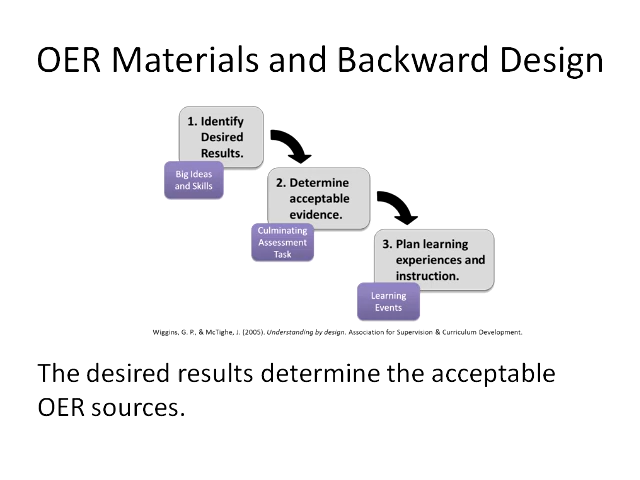 OER Materials and Backward Design
1. Identify
Desired
Results.
Big Ideas
and Skills
2. Determine
acceptable
evidence.
Culminating
Assessment
Task
3. Plan learning
experiences and
instruction.
Learning
Events
Wiggins, G. P., & McTighe, J. (2005). Understanding by design. Association for Supervision & Curriculum Development.
The desired results determine the acceptable
OER sources.